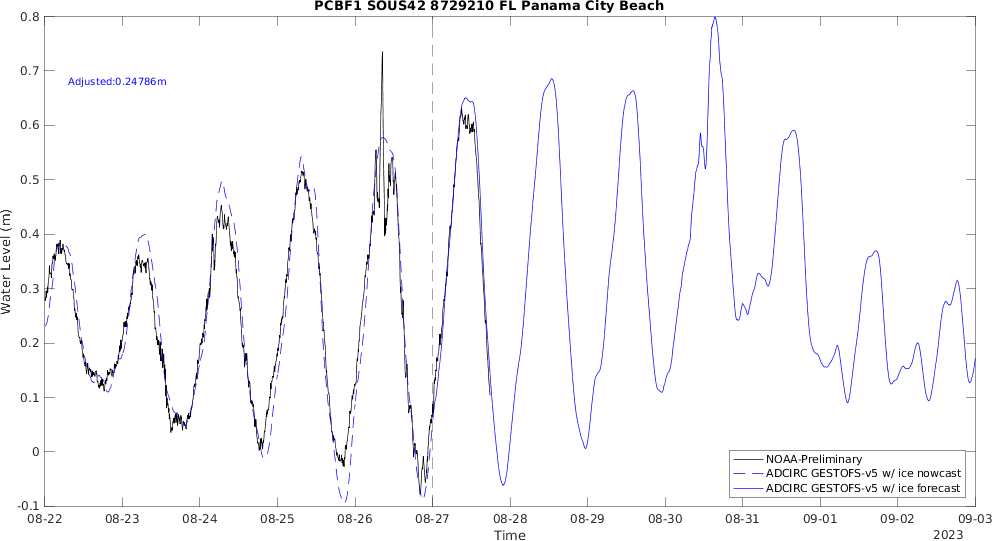 PCBF1 SOUS42 8729210 FL Panama City Beach
0.8
0.7
Adjusted:0.24786m
0.6
0.5
0.4
0.3
0.2
0.1
0
-0.1
Water Level (m)
NOAA-Preliminary
ADCIRC GESTOFS-v5 w/ ice nowcast
ADCIRC GESTOFS-v5 w/ ice forecast
08-22 08-23 08-24 08-25 08-26 08-27 08-28 08-29 08-30 08-31 09-01 09-02 09-03
Time
2023